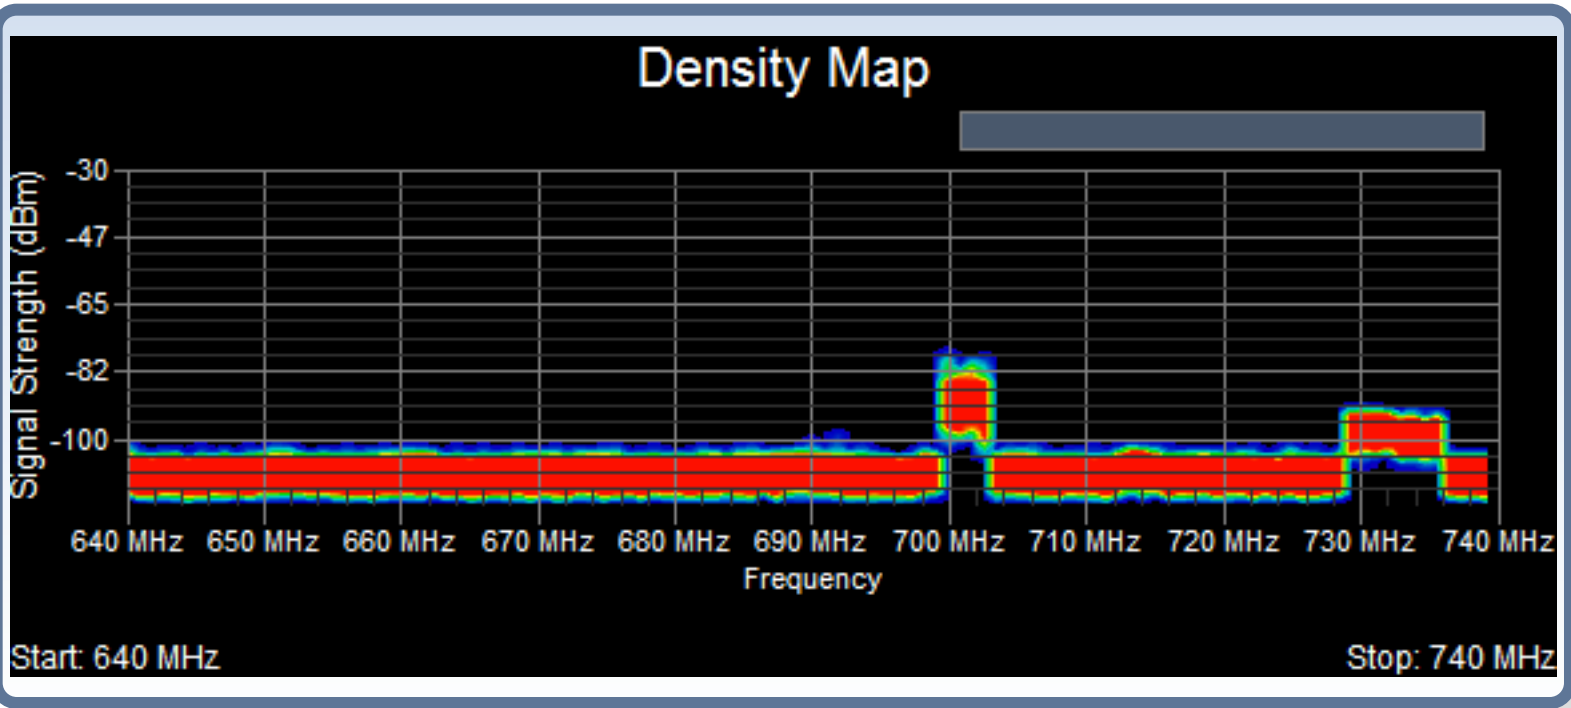 Density Map
Signal Strength (dBm)
-30
-47
-65
-82
-100
640 MHz 650 MHz 660 MHz 670 MHz 680 MHz 690 MHz 700 MHz 710 MHz 720 MHz 730 MHz 740 MHz
Frequency
Start: 640 MHz Stop: 740 MHz